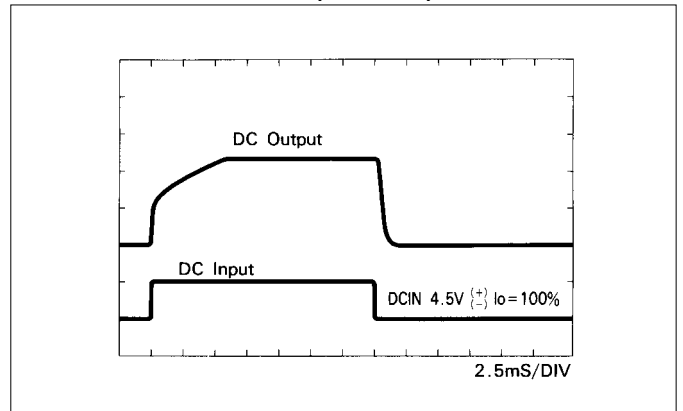 DC Output
DC Input
DCIN 4.5V (+) (−) Io=100%
2.5mS/DIV